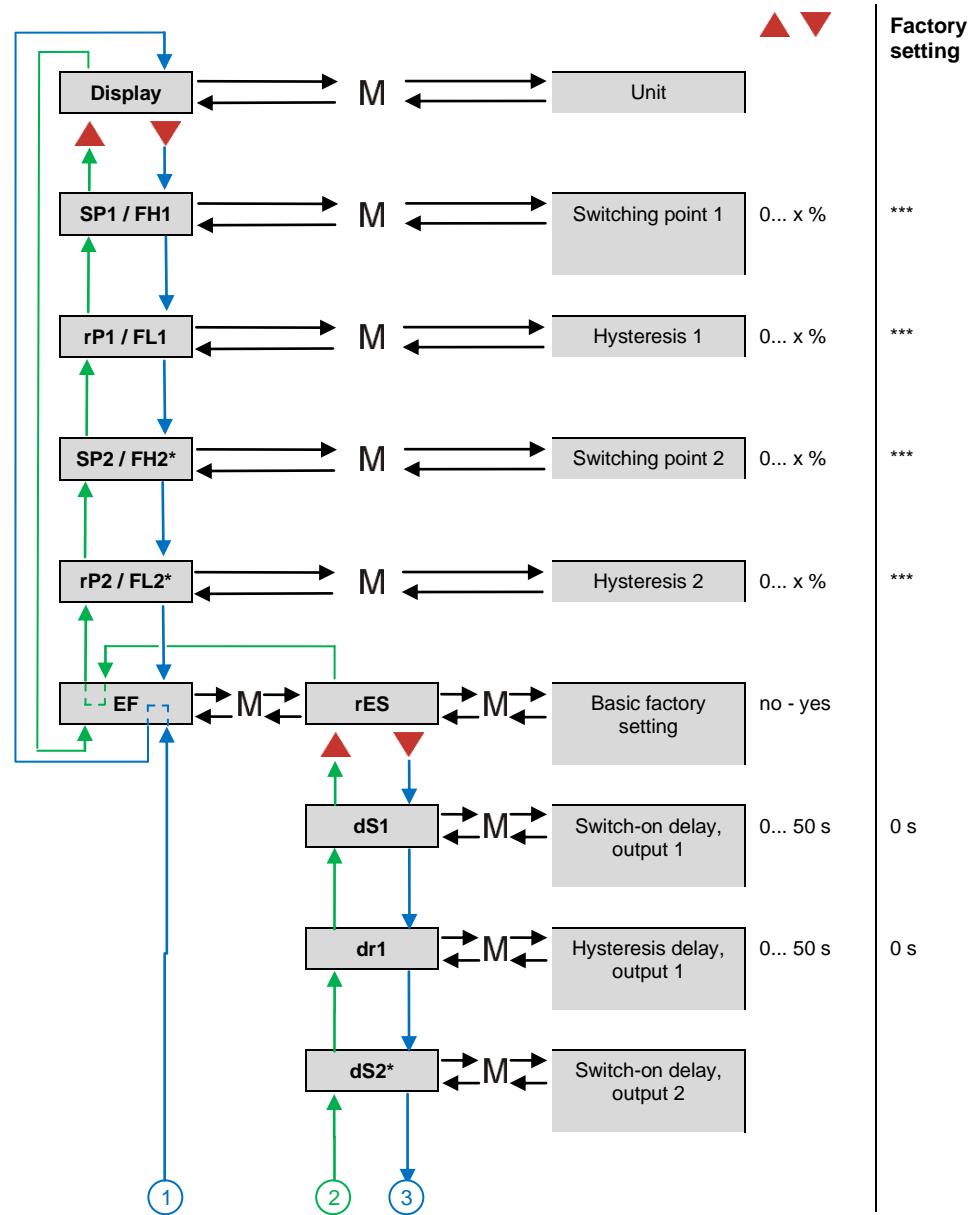 Factory
setting
Display M Unit
SP1 / FH1 M Switching point 1 0... x % ***
rP1 / FL1 M Hysteresis 1 0... x % ***
SP2 / FH2* M Switching point 2 0... x % ***
rP2 / FL2* M Hysteresis 2 0... x % ***
EF M rES M Basic factory no - yes
setting
dS1 M Switch-on delay, 0... 50 s 0 s
output 1
dr1 M Hysteresis delay, 0... 50 s 0 s
output 1
dS2* M Switch-on delay,
output 2
1 2 3